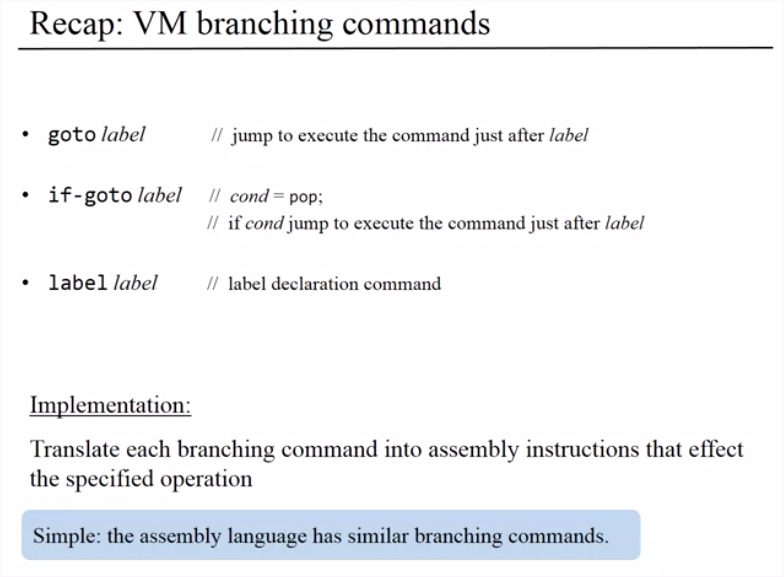 Recap: VM branching commands
• goto label // jump to execute the command just after label
• if-goto label // cond = pop;
// if cond jump to execute the command just after label
• label label // label declaration command
Implementation:
Translate each branching command into assembly instructions that effect
the specified operation
Simple: the assembly language has similar branching commands.